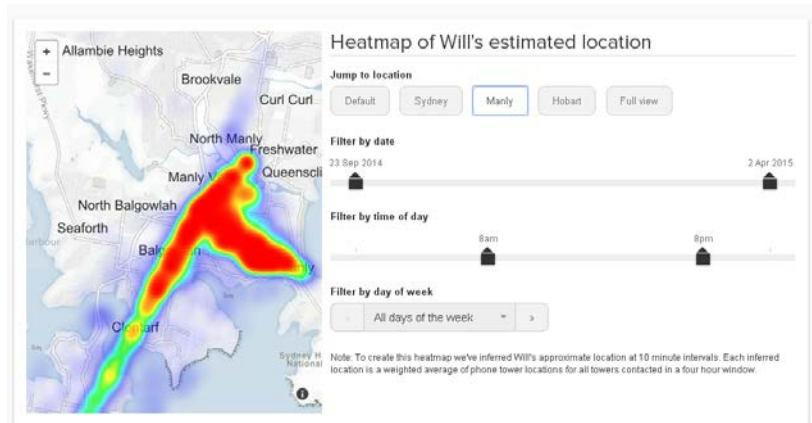 Heatmap of Will's estimated location
+
-
Allambie Heights
Brookvale
Curl Curl
North Manly
Freshwater
Manly V
Queenscli
North Balgowlah
Seaforth
Clontarf
Sydney H
National
Jump to location
Default
Sydney
Manly
Hobart
Full view
Filter by date
23 Sep 2014
2 Apr 2015
Filter by time of day
8am
8pm
Filter by day of week
« All days of the week »
Note: To create this heatmap we've inferred Will's approximate location at 10 minute intervals. Each inferred
location is a weighted average of phone tower locations for all towers contacted in a four hour window.